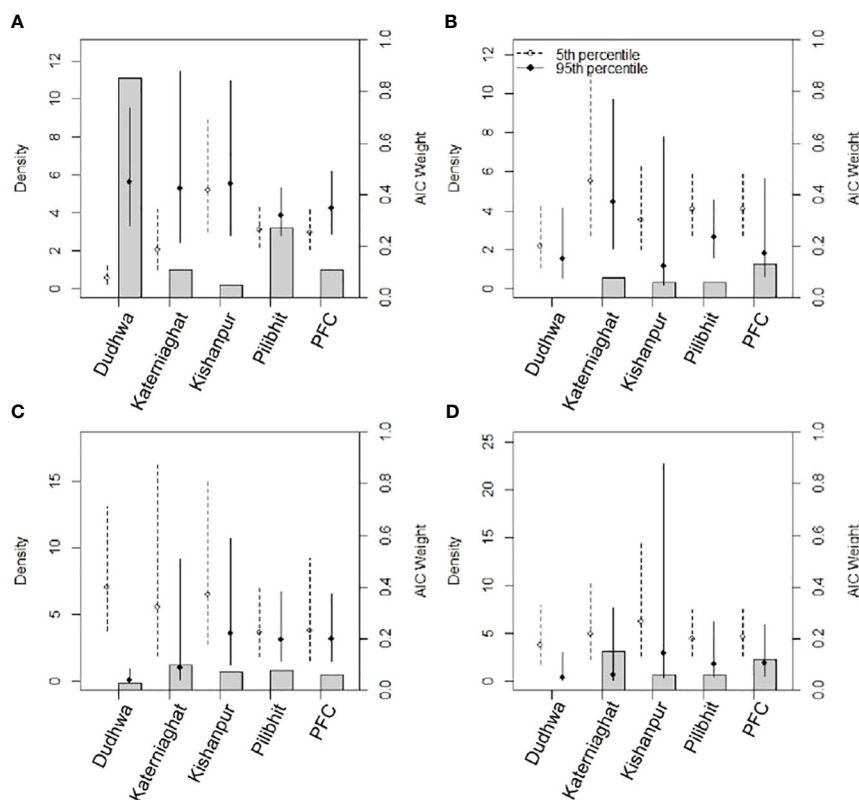 A
Density
12
10
8
6
4
2
0
AIC Weight
1.0
0.8
0.6
0.4
0.2
0.0
Dudhwa
Katerniaghat
Kishanpur
Pilibhit
PFC
B
5th percentile
95th percentile
Density
12
10
8
6
4
2
0
AIC Weight
1.0
0.8
0.6
0.4
0.2
0.0
Dudhwa
Katerniaghat
Kishanpur
Pilibhit
PFC
C
Density
15
10
5
0
AIC Weight
1.0
0.8
0.6
0.4
0.2
0.0
Dudhwa
Katerniaghat
Kishanpur
Pilibhit
PFC
D
Density
25
20
15
10
5
0
AIC Weight
1.0
0.8
0.6
0.4
0.2
0.0
Dudhwa
Katerniaghat
Kishanpur
Pilibhit
PFC